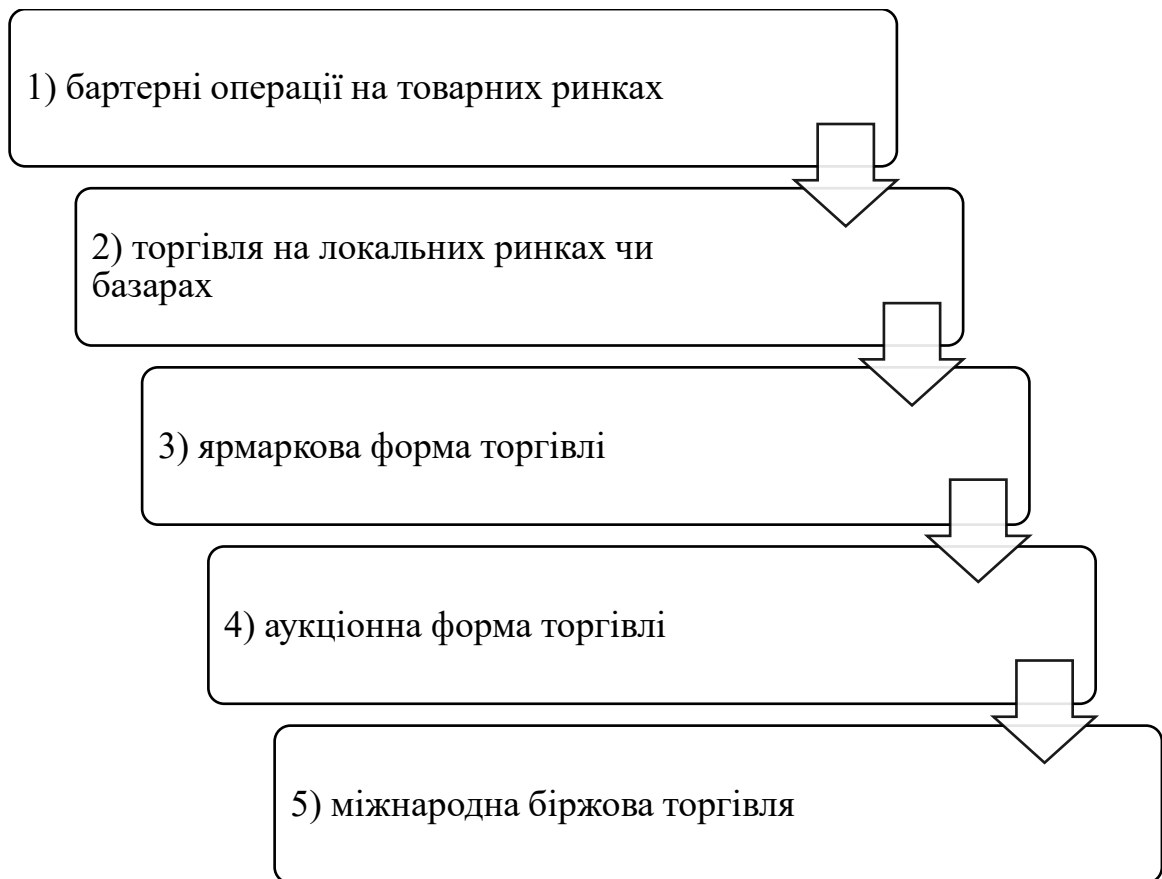 1) бартерні операції на товарних ринках
2) торгівля на локальних ринках чи
базарах
3) ярмаркова форма торгівлі
4) аукціонна форма торгівлі
5) міжнародна біржова торгівля